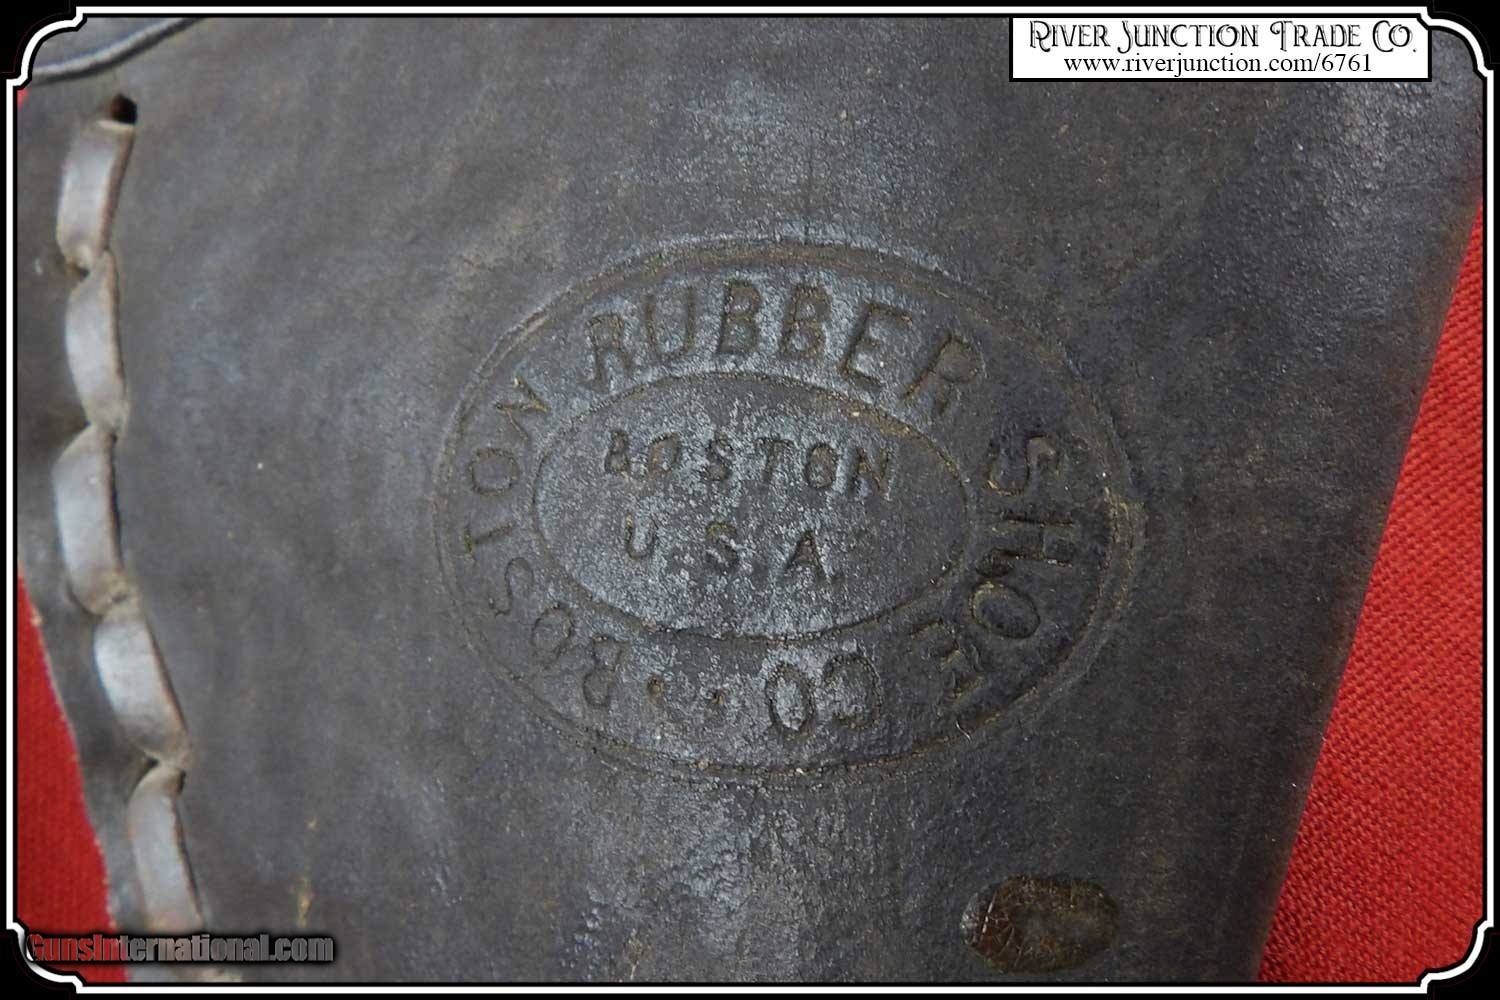 RIVER JUNCTION TRADE CO.
www.riverjunction.com/6761
BOSTON RUBBER SHOE CO
BOSTON
U.S.A.
GunsInternational.com